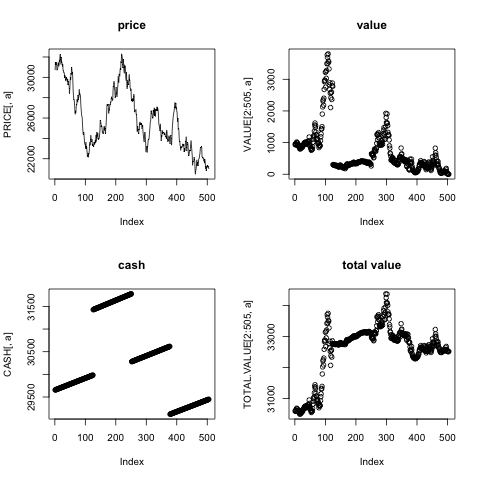 price
value
PRICE[, a]
22000
26000
30000
0 100 200 300 400 500
Index
VALUE[2:505, a]
0
1000
2000
3000
0 100 200 300 400 500
Index
cash
total value
CASH[, a]
29500
30500
31500
0 100 200 300 400 500
Index
TOTAL.VALUE[2:505, a]
31000
33000
0 100 200 300 400 500
Index